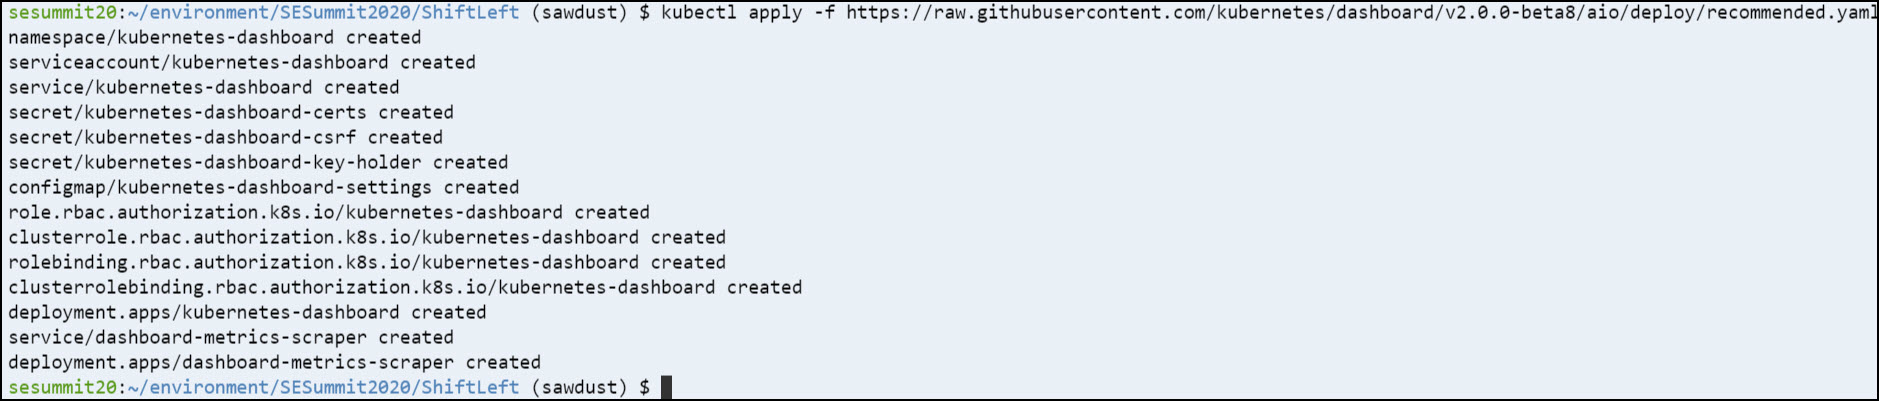 sesummit20:~/environment/SESummit2020/ShiftLeft (sawdust) $ kubectl apply -f https://raw.githubusercontent.com/kubernetes/dashboard/v2.0.0-beta8/aio/deploy/recommended.yaml
namespace/kubernetes-dashboard created
serviceaccount/kubernetes-dashboard created
service/kubernetes-dashboard created
secret/kubernetes-dashboard-certs created
secret/kubernetes-dashboard-csrf created
secret/kubernetes-dashboard-key-holder created
configmap/kubernetes-dashboard-settings created
role.rbac.authorization.k8s.io/kubernetes-dashboard created
clusterrole.rbac.authorization.k8s.io/kubernetes-dashboard created
rolebinding.rbac.authorization.k8s.io/kubernetes-dashboard created
clusterrolebinding.rbac.authorization.k8s.io/kubernetes-dashboard created
deployment.apps/kubernetes-dashboard created
service/dashboard-metrics-scraper created
deployment.apps/dashboard-metrics-scraper created
sesummit20:~/environment/SESummit2020/ShiftLeft (sawdust) $